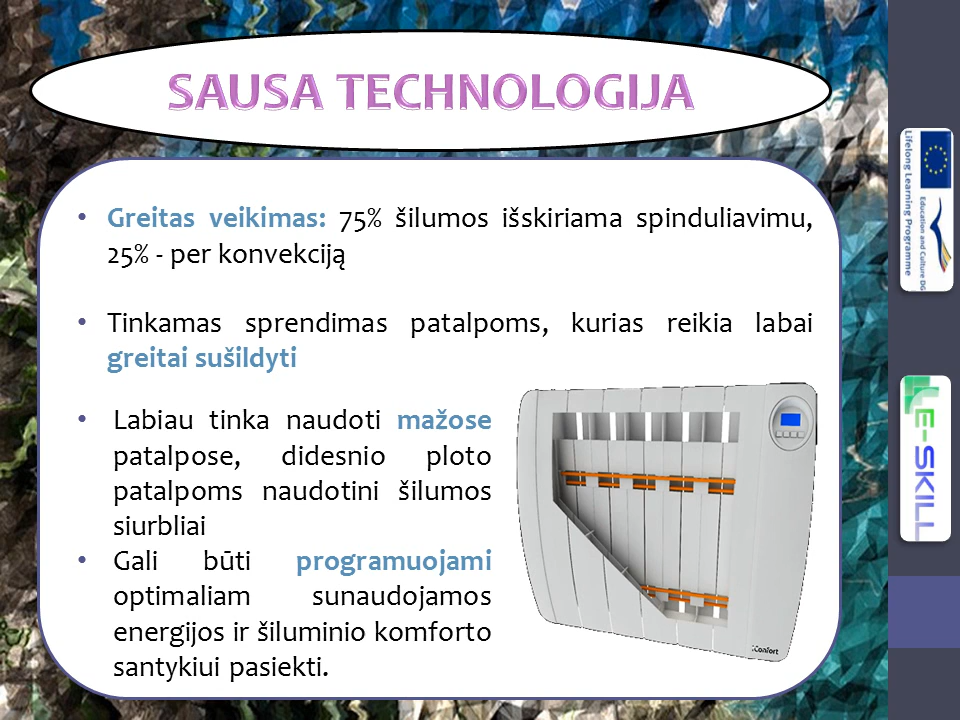 SAUSA TECHNOLOGIJA
• Greitas veikimas: 75% šilumos išskiriama spinduliavimu,
25% - per konvekciją
• Tinkamas sprendimas patalpoms, kurias reikia labai
greitai sušildyti
• Labiau tinka naudoti mažose
patalpose, didesnio ploto
patalpoms naudotini šilumos
siurbliai
• Gali būti programuojami
optimaliam sunaudojamos
energijos ir šiluminio komforto
santykiui pasiekti.
Confort
Lifelong Learning Programme
Education and Culture DG
E-SKILL